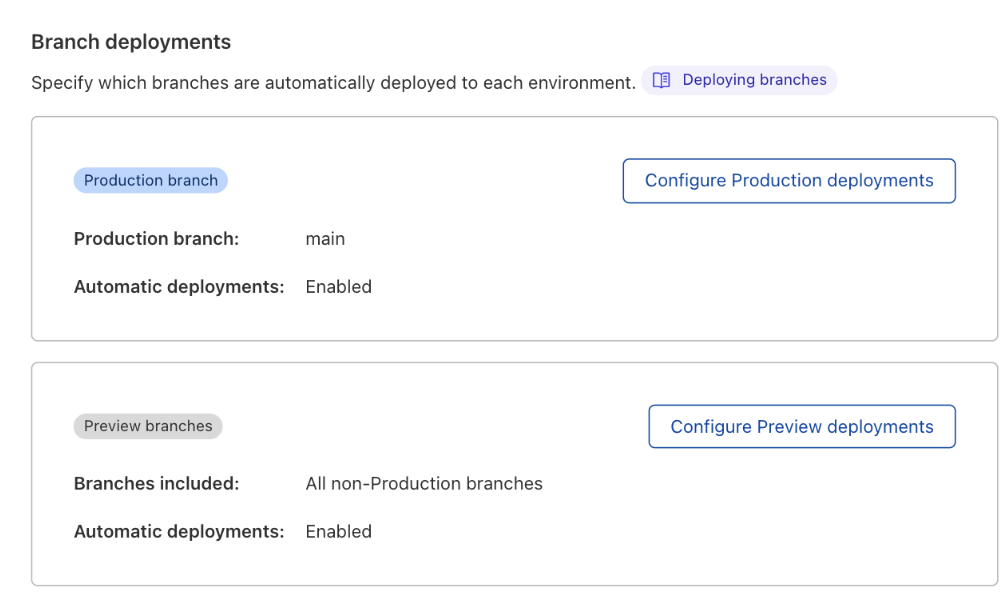 Branch deployments
Specify which branches are automatically deployed to each environment. Deploying branches
Production branch
Configure Production deployments
Production branch: main
Automatic deployments: Enabled
Preview branches
Configure Preview deployments
Branches included: All non-Production branches
Automatic deployments: Enabled